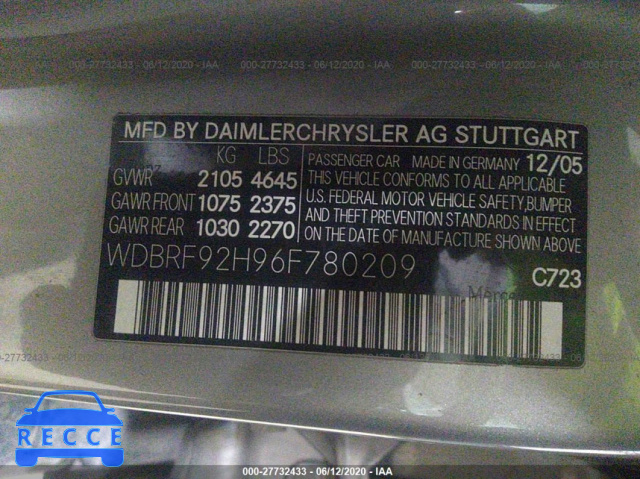 000-27732433 - 06/12/2020 - IAA
MFD BY DAIMLERCHRYSLER AG STUTTGART
KG LBS
GVWR 2105 4645
GAWR FRONT 1075 2375
GAWR REAR 1030 2270
PASSENGER CAR MADE IN GERMANY 12/05
THIS VEHICLE CONFORMS TO ALL APPLICABLE
U.S. FEDERAL MOTOR VEHICLE SAFETY, BUMPER
AND THEFT PREVENTION STANDARDS IN EFFECT
ON THE DATE OF MANUFACTURE SHOWN ABOVE.
WDBRF92H96F780209
C723
RECCE
000-27732433 - 06/12/2020 - IAA